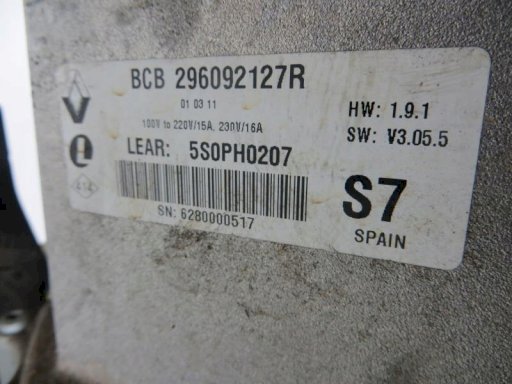 BCB 296092127R
01 03 11
100V to 220V/15A, 230V/16A
HW: 1.9.1
SW: V3.05.5
LEAR: 5S0PH0207
S7
SN: 6280000517
SPAIN